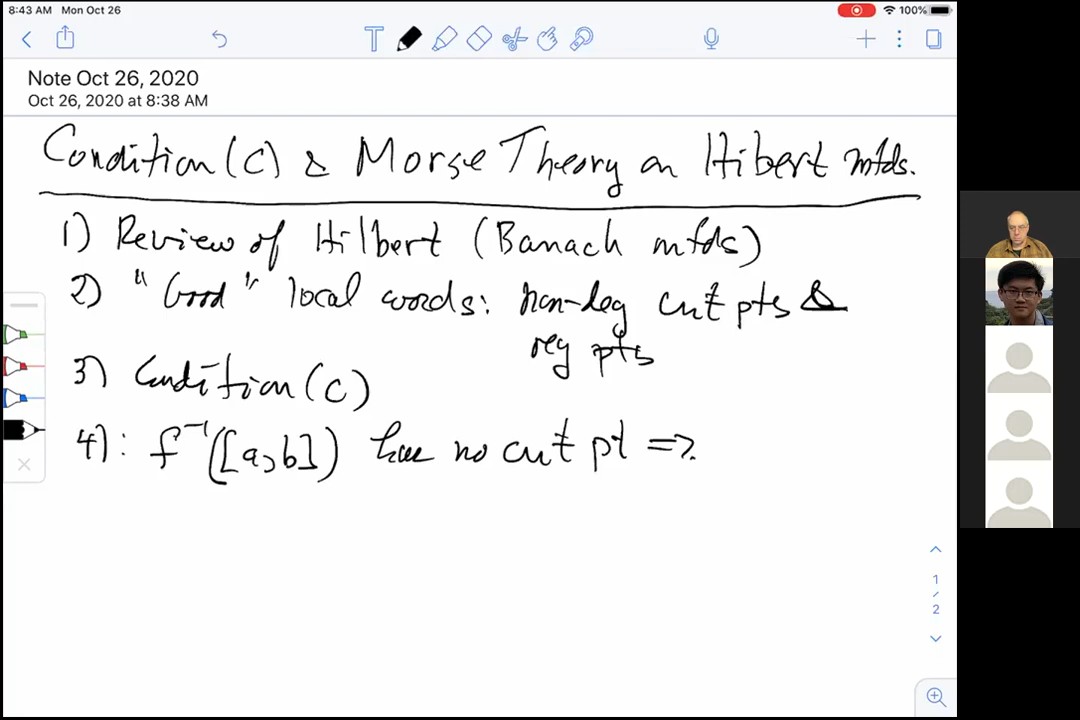 8:43 AM Mon Oct 26
100%
Note Oct 26, 2020
Oct 26, 2020 at 8:38 AM
Condition (C) & Morse Theory on Hibert mfds.
1) Review of Hilbert (Banach mfds)
2) "Good" local coords: non-deg crit pts &
reg pts
3) Condition (C)
4): f⁻¹([a,b]) has no crit pt =>
1
/
2